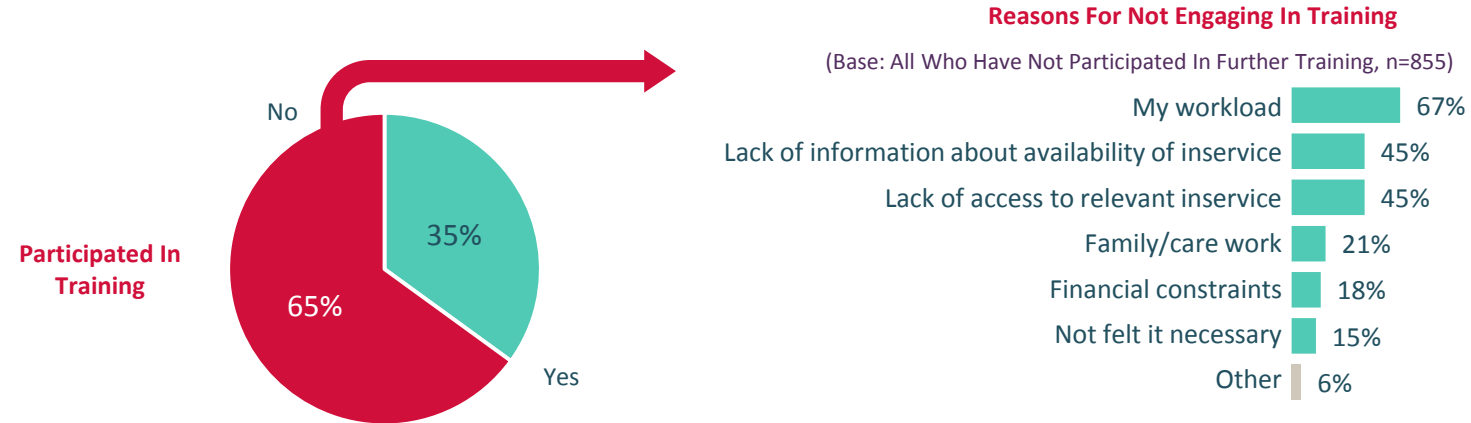 Participated In
Training
No
35%
65%
Yes
Reasons For Not Engaging In Training
(Base: All Who Have Not Participated In Further Training, n=855)
My workload 67%
Lack of information about availability of inservice 45%
Lack of access to relevant inservice 45%
Family/care work 21%
Financial constraints 18%
Not felt it necessary 15%
Other 6%